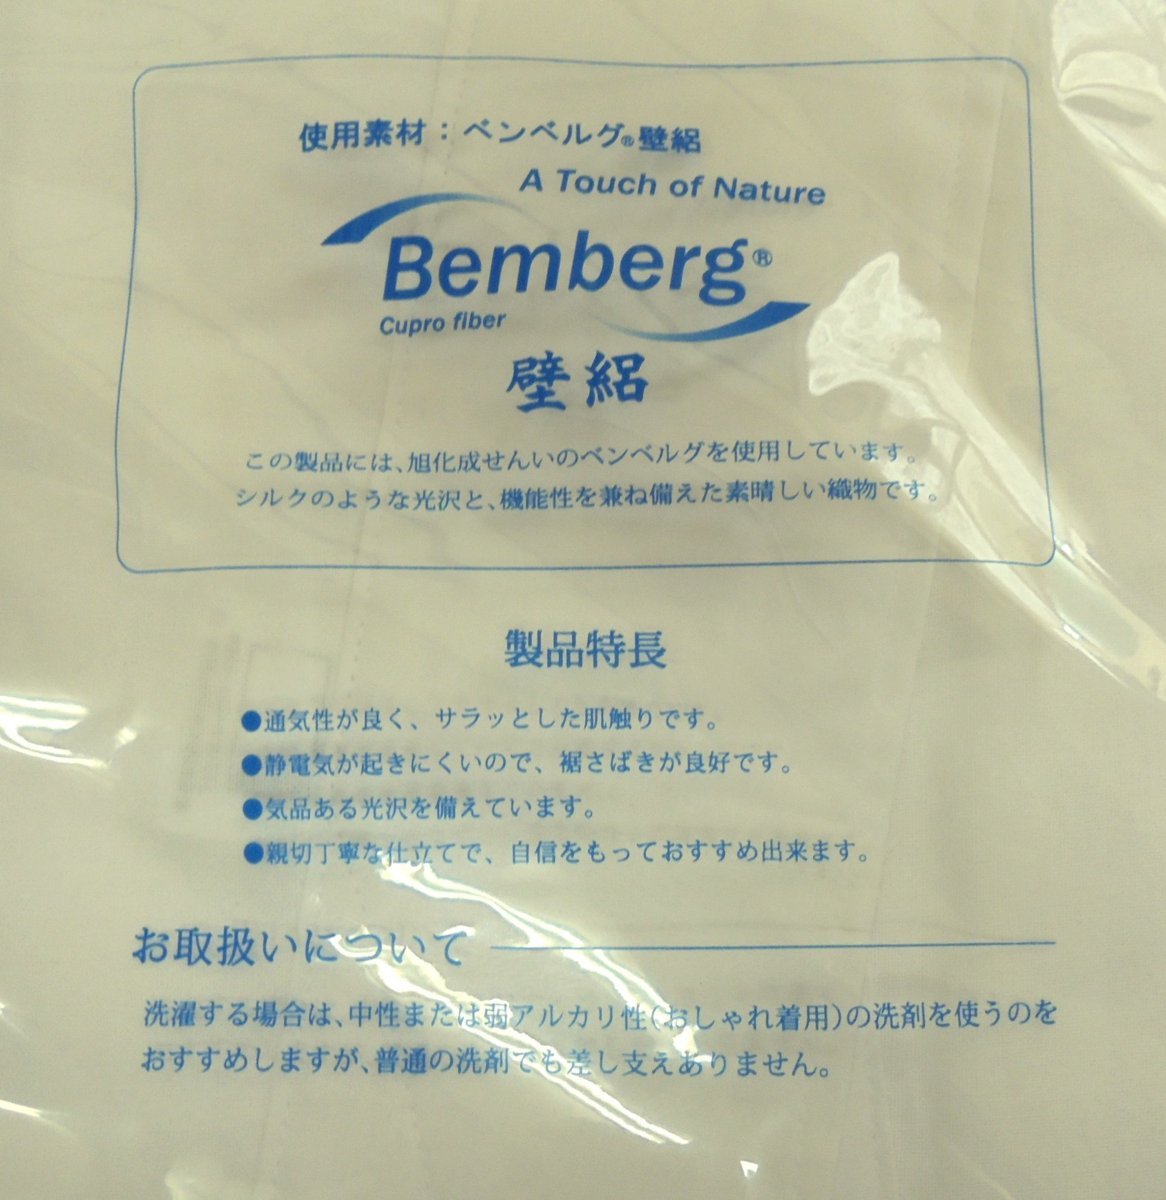 使用素材：ベンベルグ®壁絽
A Touch of Nature
Bemberg®
Cupro fiber
壁絽
この製品には、旭化成せんいのベンベルグを使用しています。
シルクのような光沢と、機能性を兼ね備えた素晴しい織物です。
製品特長
●通気性が良く、サラッとした肌触りです。
●静電気が起きにくいので、裾さばきが良好です。
●気品ある光沢を備えています。
●親切丁寧な仕立てで、自信をもっておすすめ出来ます。
お取扱いについて
洗濯する場合は、中性または弱アルカリ性(おしゃれ着用)の洗剤を使うのを
おすすめしますが、普通の洗剤でも差し支えありません。